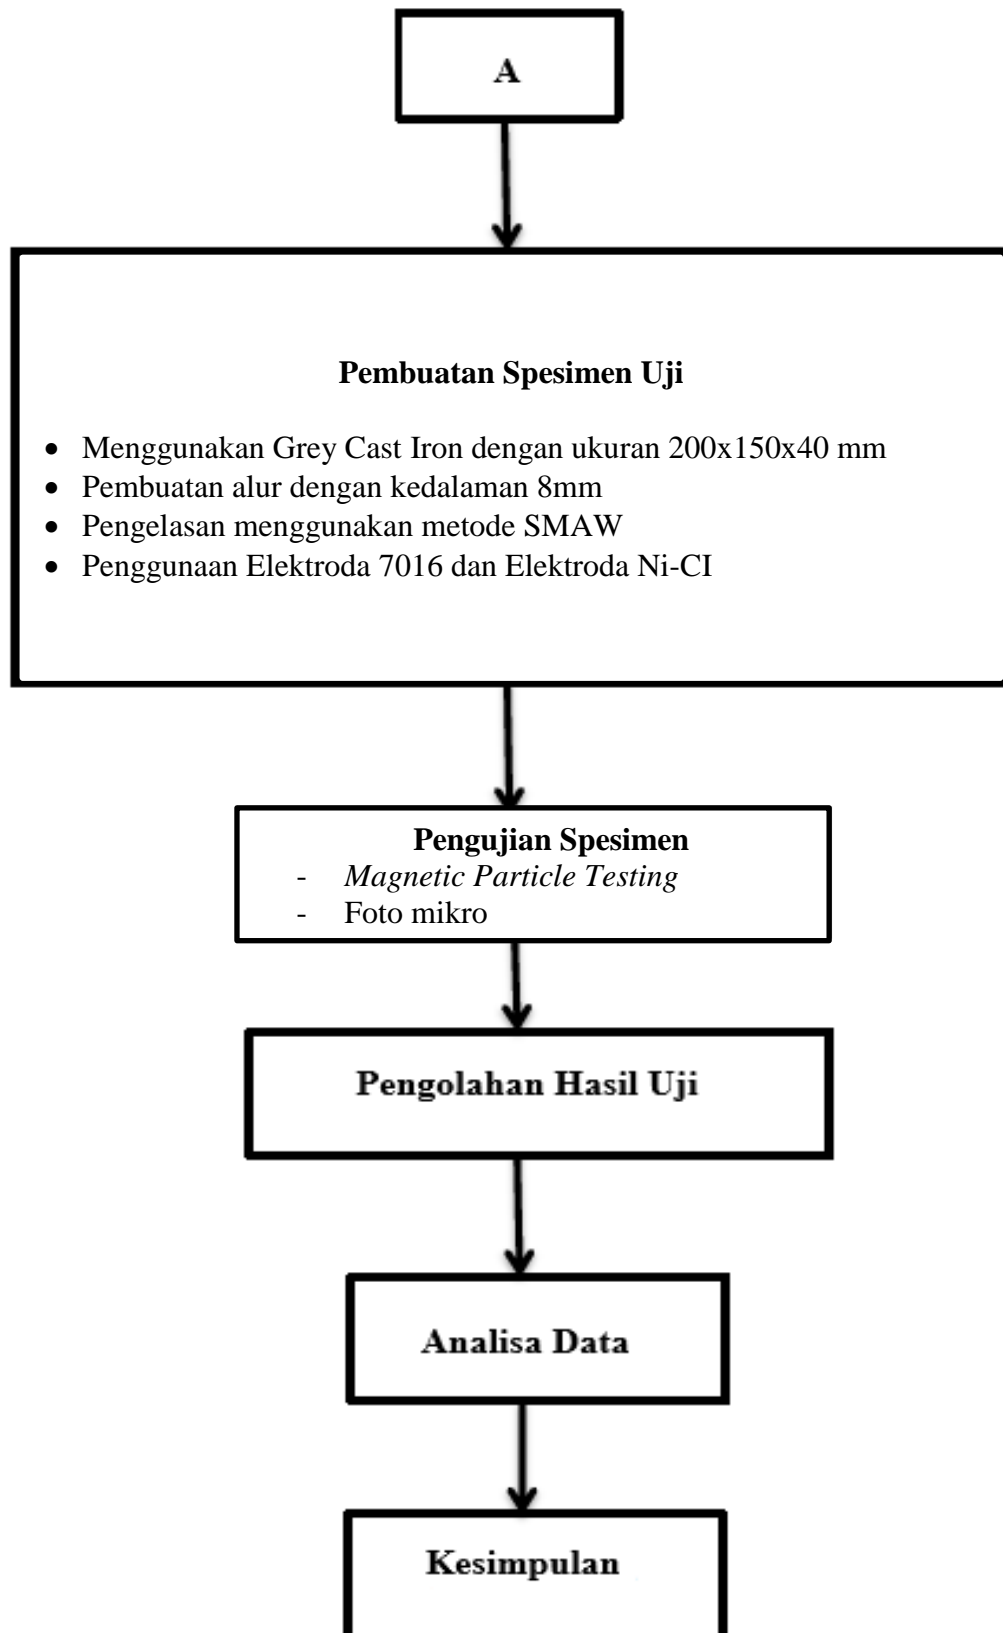 A
Pembuatan Spesimen Uji
• Menggunakan Grey Cast Iron dengan ukuran 200x150x40 mm
• Pembuatan alur dengan kedalaman 8mm
• Pengelasan menggunakan metode SMAW
• Penggunaan Elektroda 7016 dan Elektroda Ni-CI
Pengujian Spesimen
- Magnetic Particle Testing
- Foto mikro
Pengolahan Hasil Uji
Analisa Data
Kesimpulan